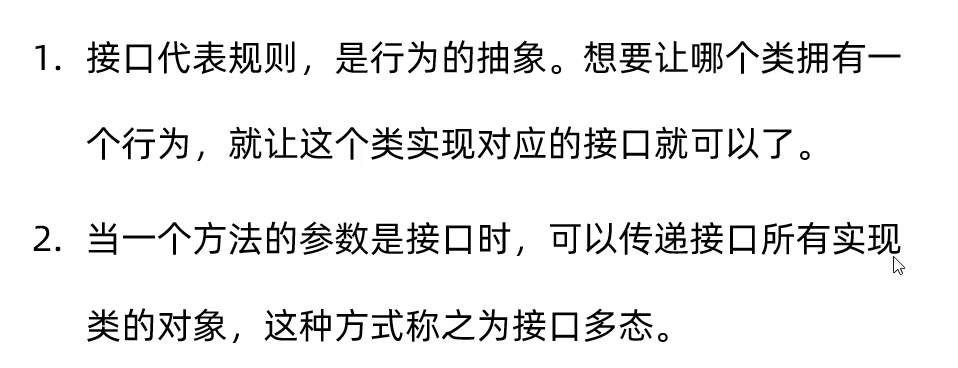 1. 接口代表规则，是行为的抽象。想要让哪个类拥有一
个行为，就让这个类实现对应的接口就可以了。
2. 当一个方法的参数是接口时，可以传递接口所有实现
类的对象，这种方式称之为接口多态。